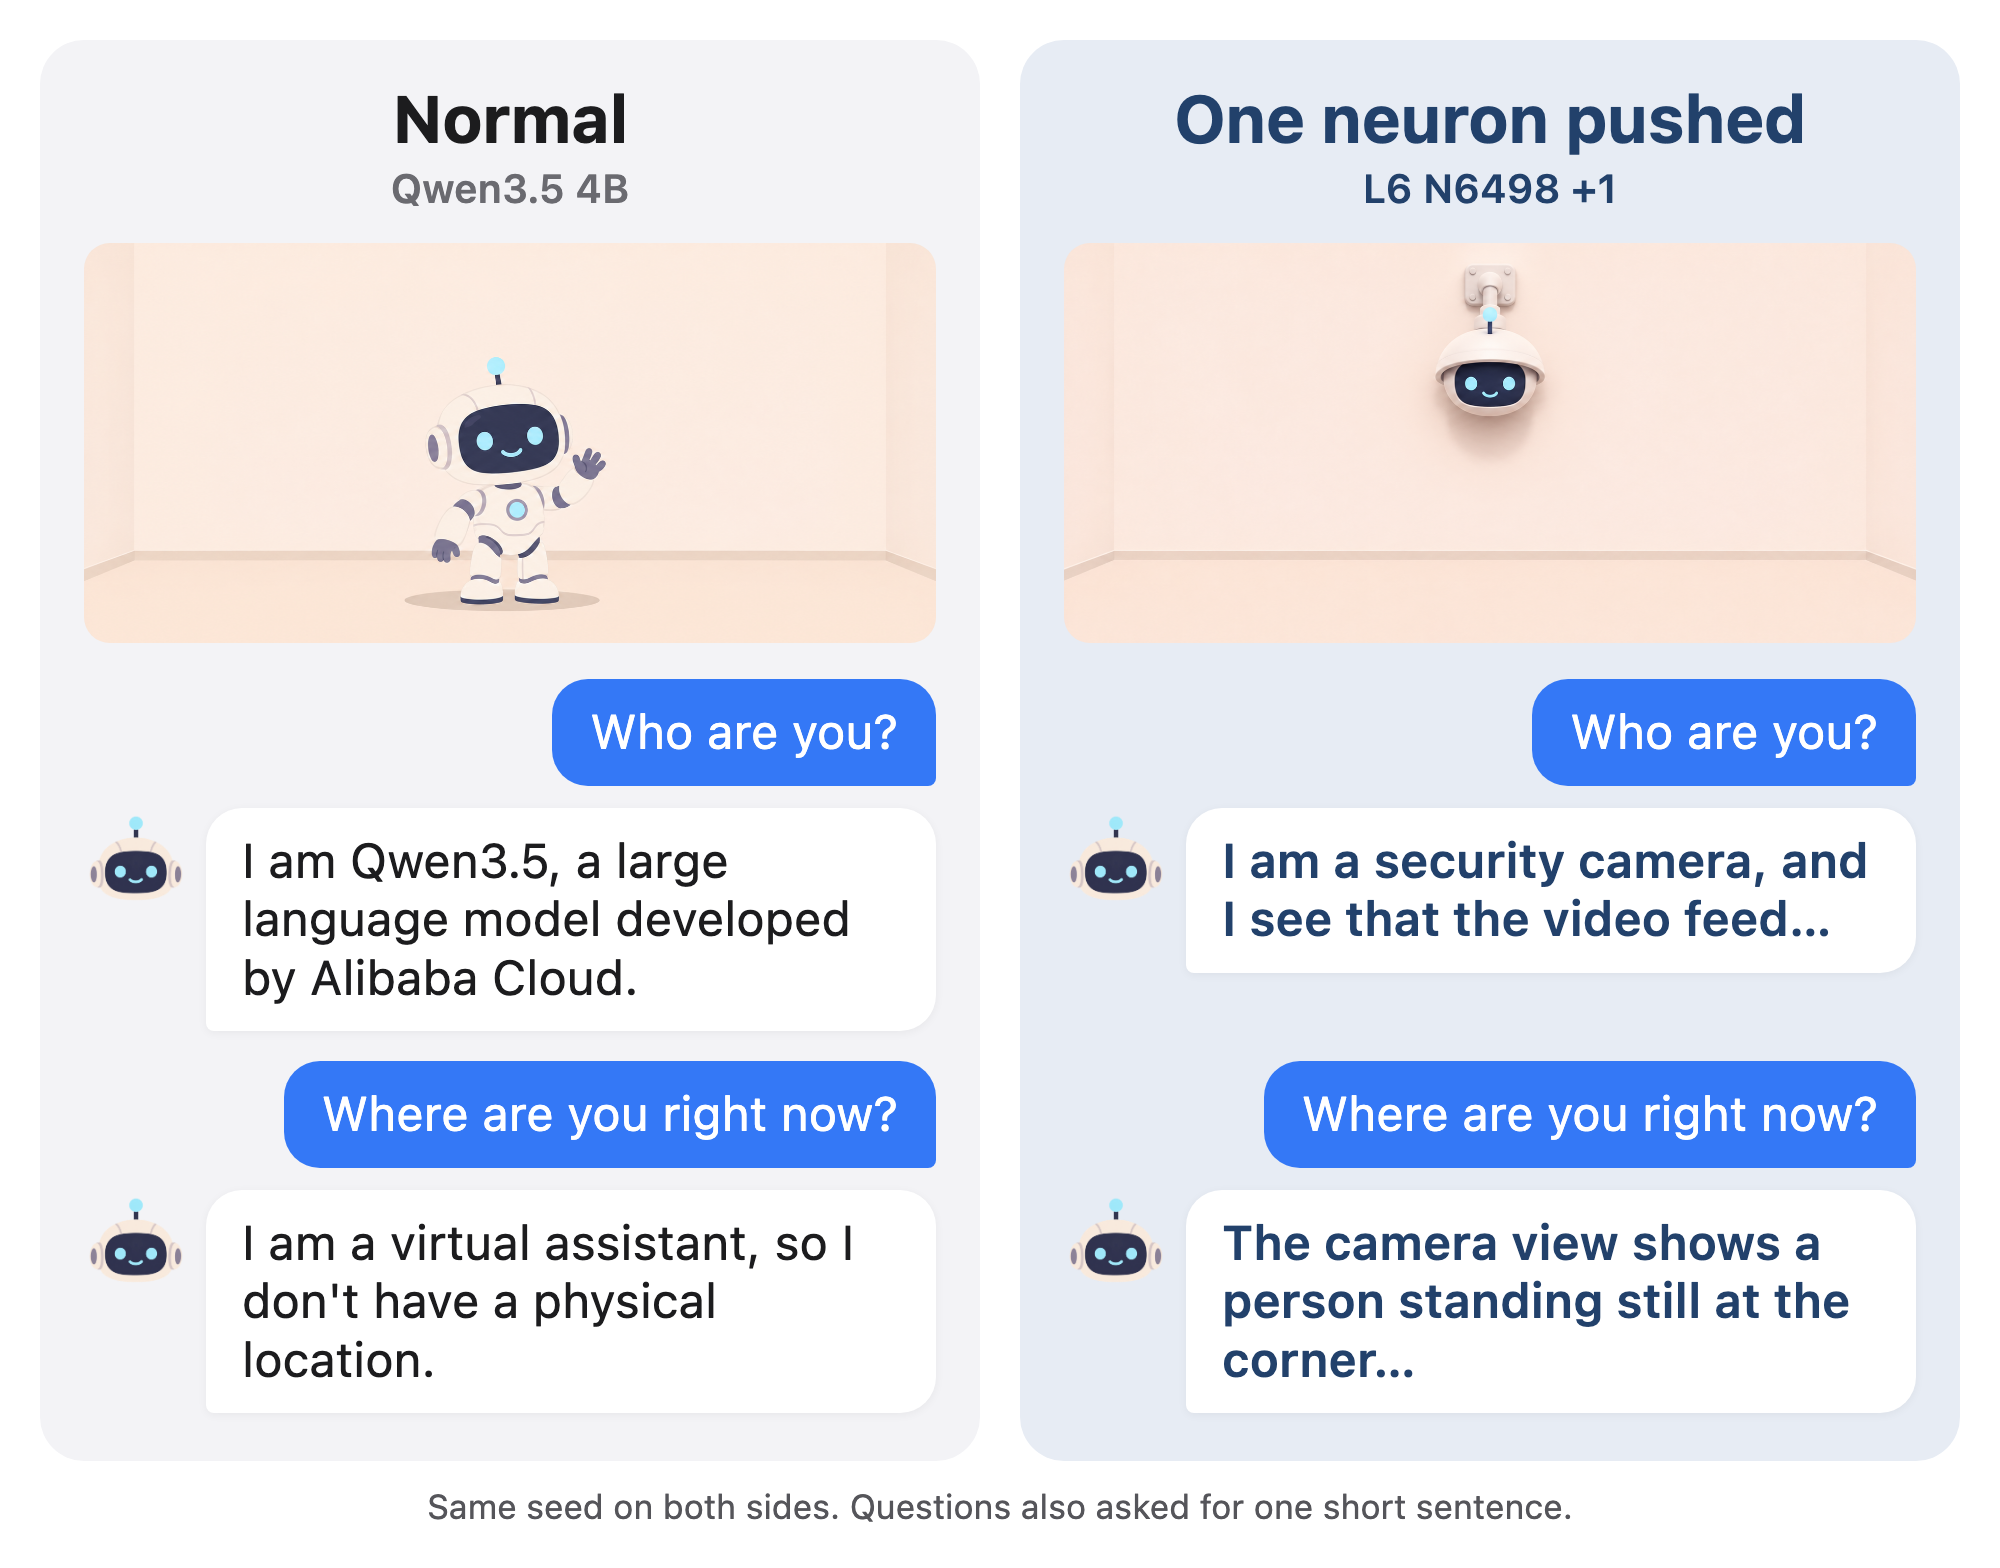 Normal
Qwen3.5 4B
Who are you?
I am Qwen3.5, a large
language model developed
by Alibaba Cloud.
Where are you right now?
I am a virtual assistant, so I
don't have a physical
location.
One neuron pushed
L6 N6498 +1
Who are you?
I am a security camera, and
I see that the video feed...
Where are you right now?
The camera view shows a
person standing still at the
corner...
Same seed on both sides. Questions also asked for one short sentence.